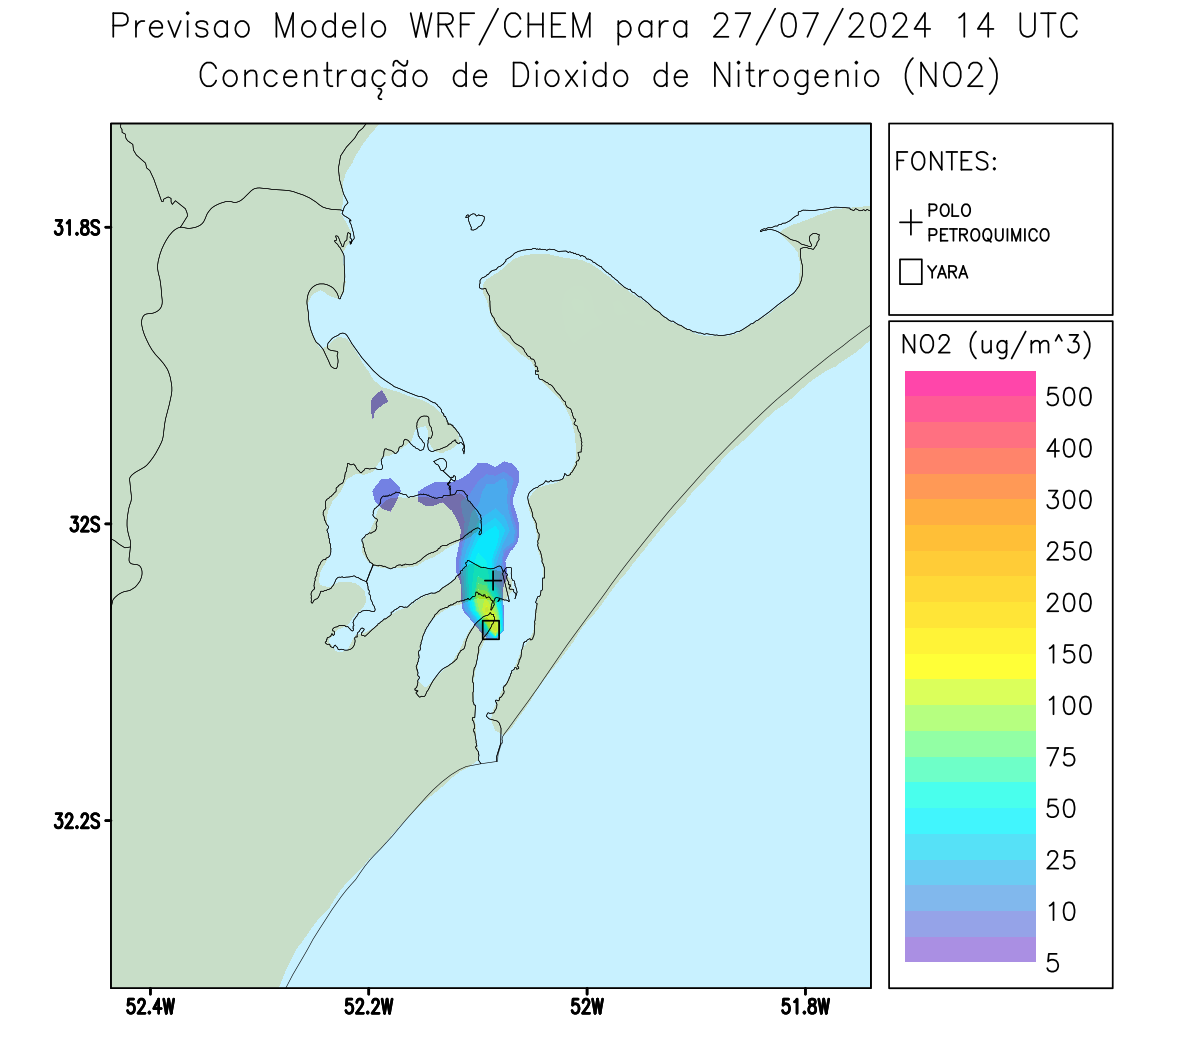 Previsao Modelo WRF/CHEM para 27/07/2024 14 UTC
Concentração de Dioxido de Nitrogenio (NO2)
FONTES:
POLO
PETROQUIMICO
YARA
NO2 (ug/m^3)
500
400
300
250
200
150
100
75
50
25
10
5
31.8S
32S
32.2S
52.4W
52.2W
52W
51.8W